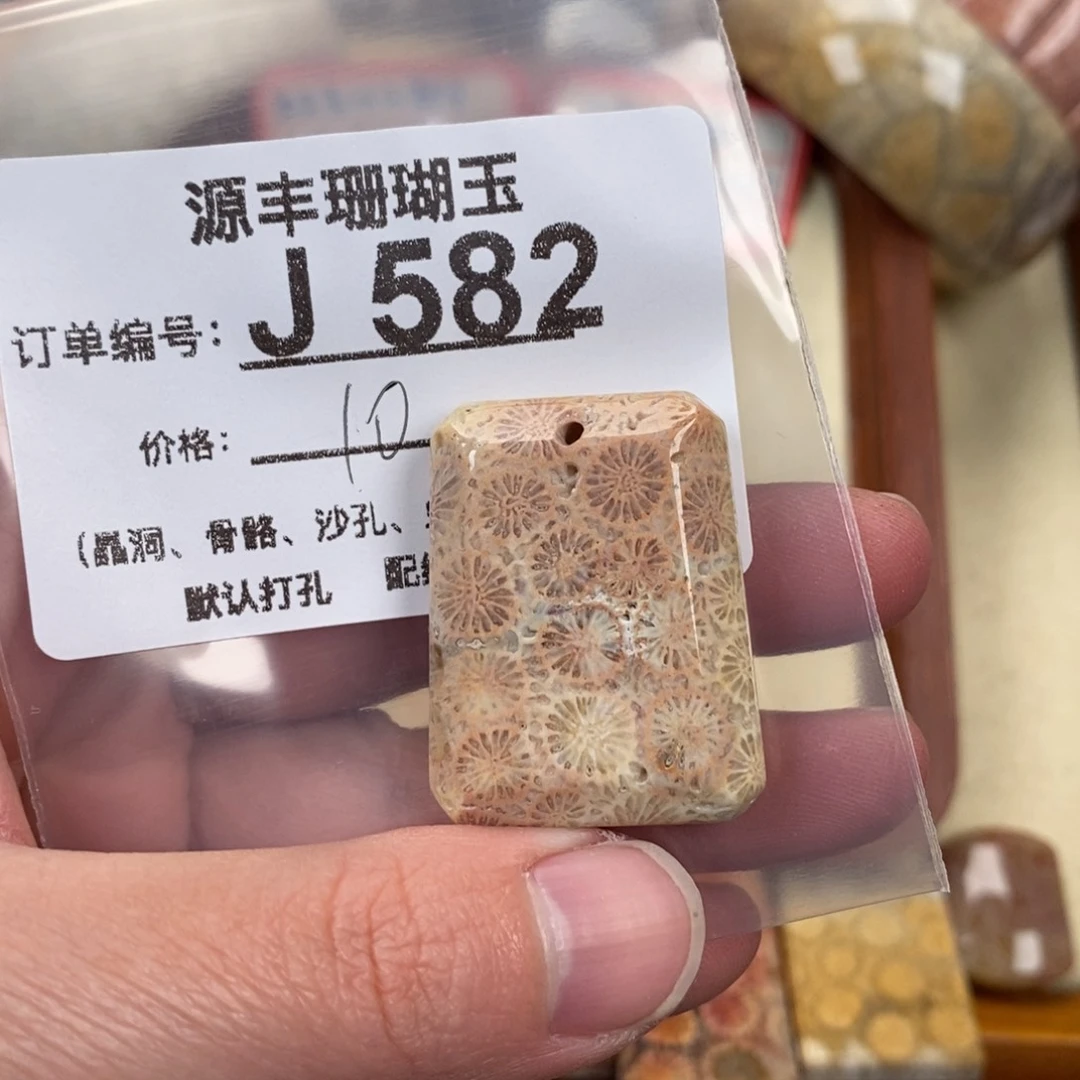 源丰珊瑚玉
订单编号: J 582
价格: 10
(晶洞、骨骼、沙孔、
默认打孔 配